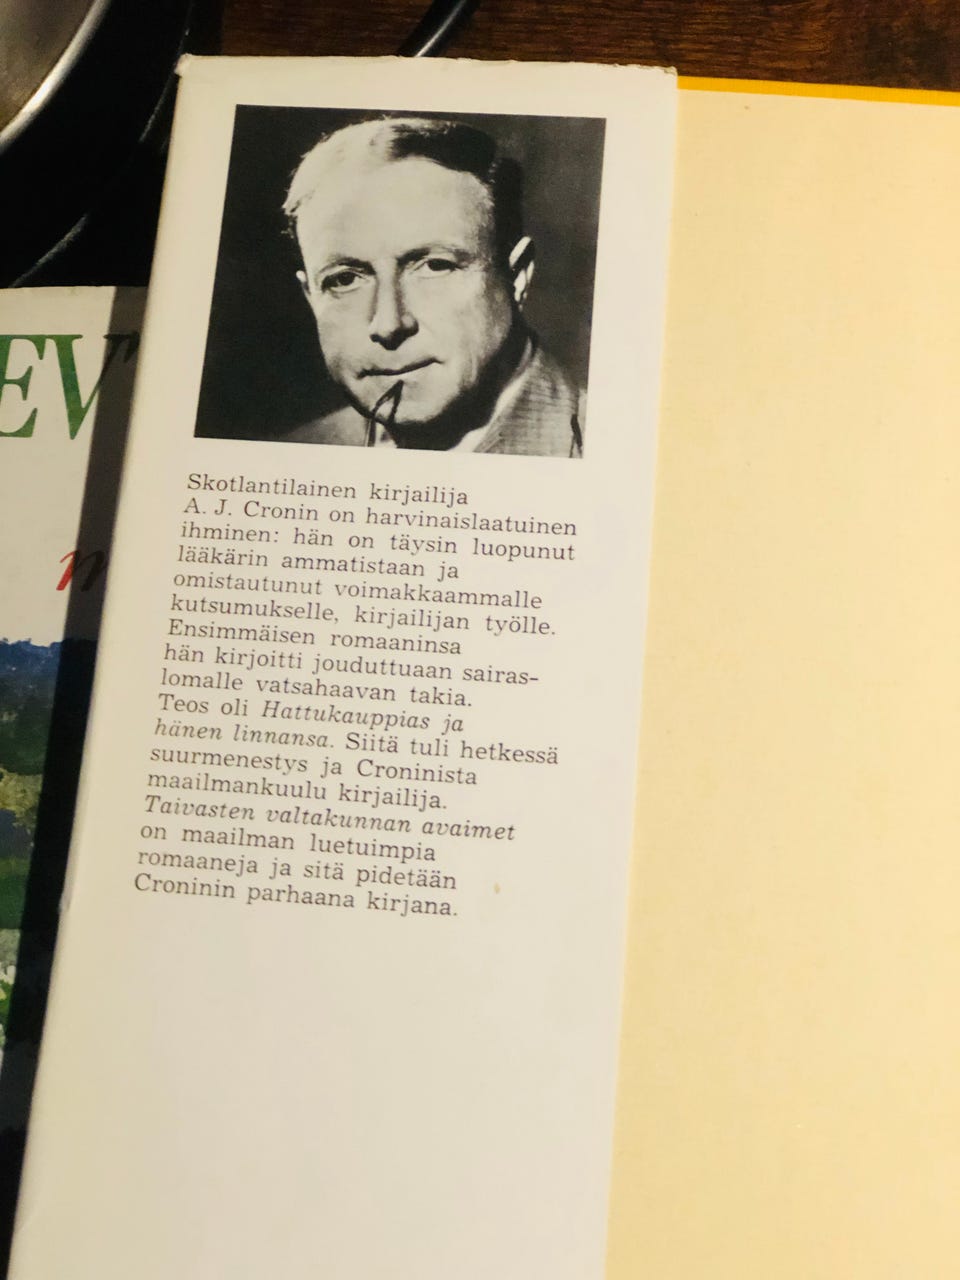 Skotlantilainen kirjailija
A. J. Cronin on harvinaislaatuinen
ihminen: hän on täysin luopunut
lääkärin ammatistaan ja
omistautunut voimakkaammalle
kutsumukselle, kirjailijan työlle.
Ensimmäisen romaaninsa
hän kirjoitti jouduttuaan sairas-
lomalle vatsahaavan takia.
Teos oli Hattukauppias ja
hänen linnansa. Siitä tuli hetkessä
suurmenestys ja Croninista
maailmankuulu kirjailija.
Taivasten valtakunnan avaimet
on maailman luetuimpia
romaaneja ja sitä pidetään
Croninin parhaana kirjana.